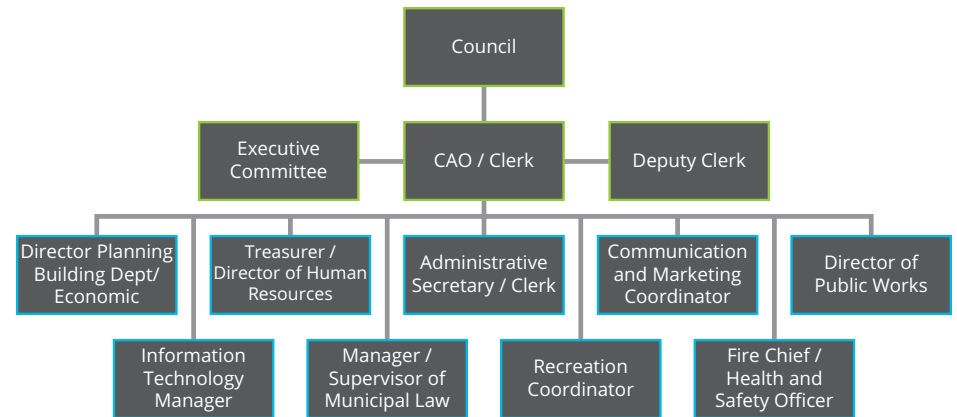 Council
Executive
Committee
CAO / Clerk
Deputy Clerk
Director Planning
Building Dept/
Economic
Treasurer /
Director of Human
Resources
Administrative
Secretary / Clerk
Communication
and Marketing
Coordinator
Director of
Public Works
Information
Technology
Manager
Manager /
Supervisor of
Municipal Law
Recreation
Coordinator
Fire Chief /
Health and
Safety Officer